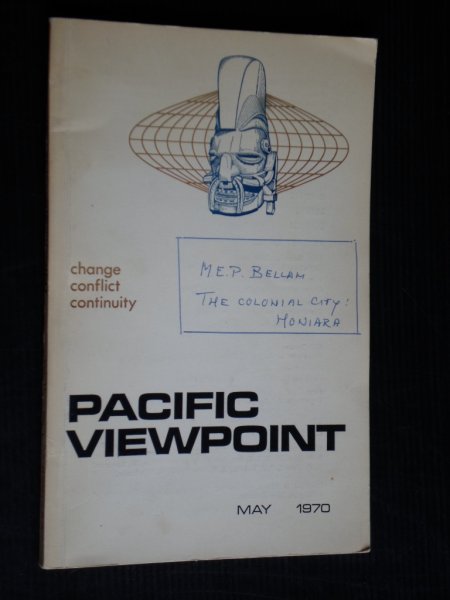 change
conflict
continuity
M.E.P. BELLAM
THE COLONIAL CITY:
HONIARA
PACIFIC
VIEWPOINT
MAY 1970